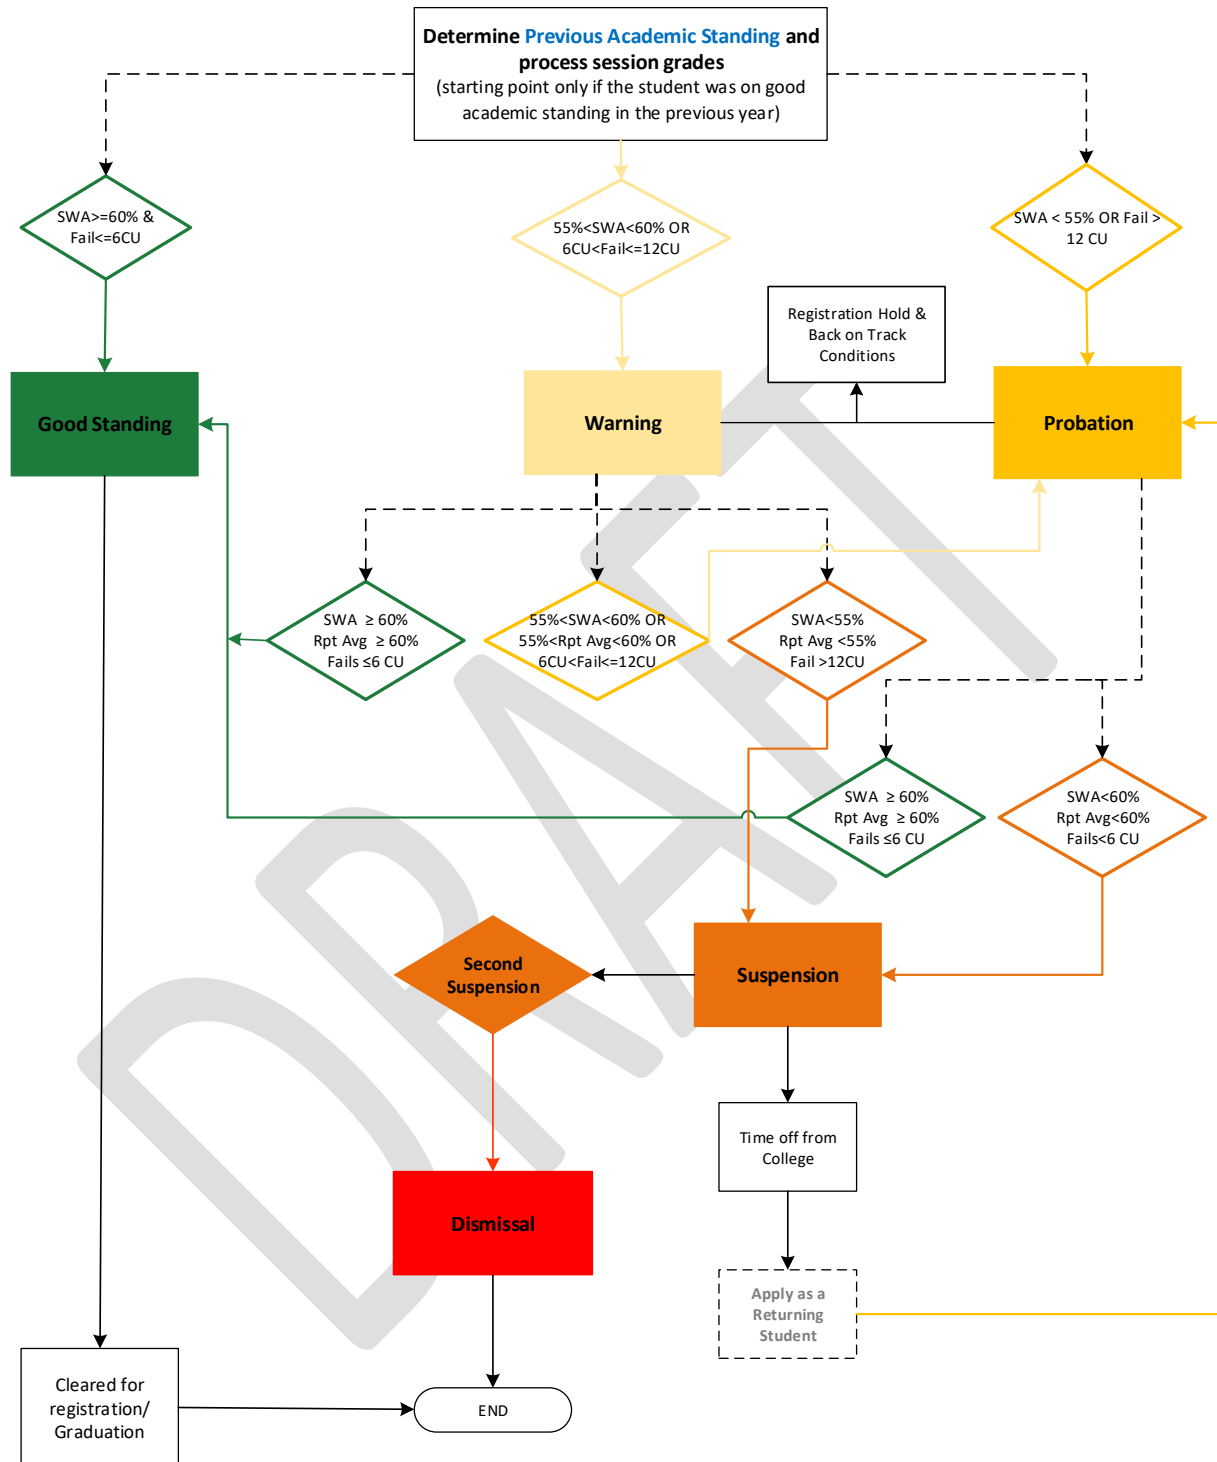 Determine Previous Academic Standing and
process session grades
(starting point only if the student was on good
academic standing in the previous year)
SWA>=60% &
Fail<=6CU
55%<SWA<60% OR
6CU<Fail<=12CU
SWA < 55% OR Fail >
12 CU
Registration Hold &
Back on Track
Conditions
Good Standing
Warning
Probation
SWA ≥ 60%
Rpt Avg ≥ 60%
Fails ≤6 CU
55%<SWA<60% OR
55%<Rpt Avg<60% OR
6CU<Fail<=12CU
SWA<55%
Rpt Avg <55%
Fail >12CU
SWA ≥ 60%
Rpt Avg ≥ 60%
Fails ≤6 CU
SWA<60%
Rpt Avg<60%
Fails<6 CU
Second
Suspension
Suspension
Time off from
College
Dismissal
Apply as a
Returning
Student
Cleared for
registration/
Graduation
END
DRAFT